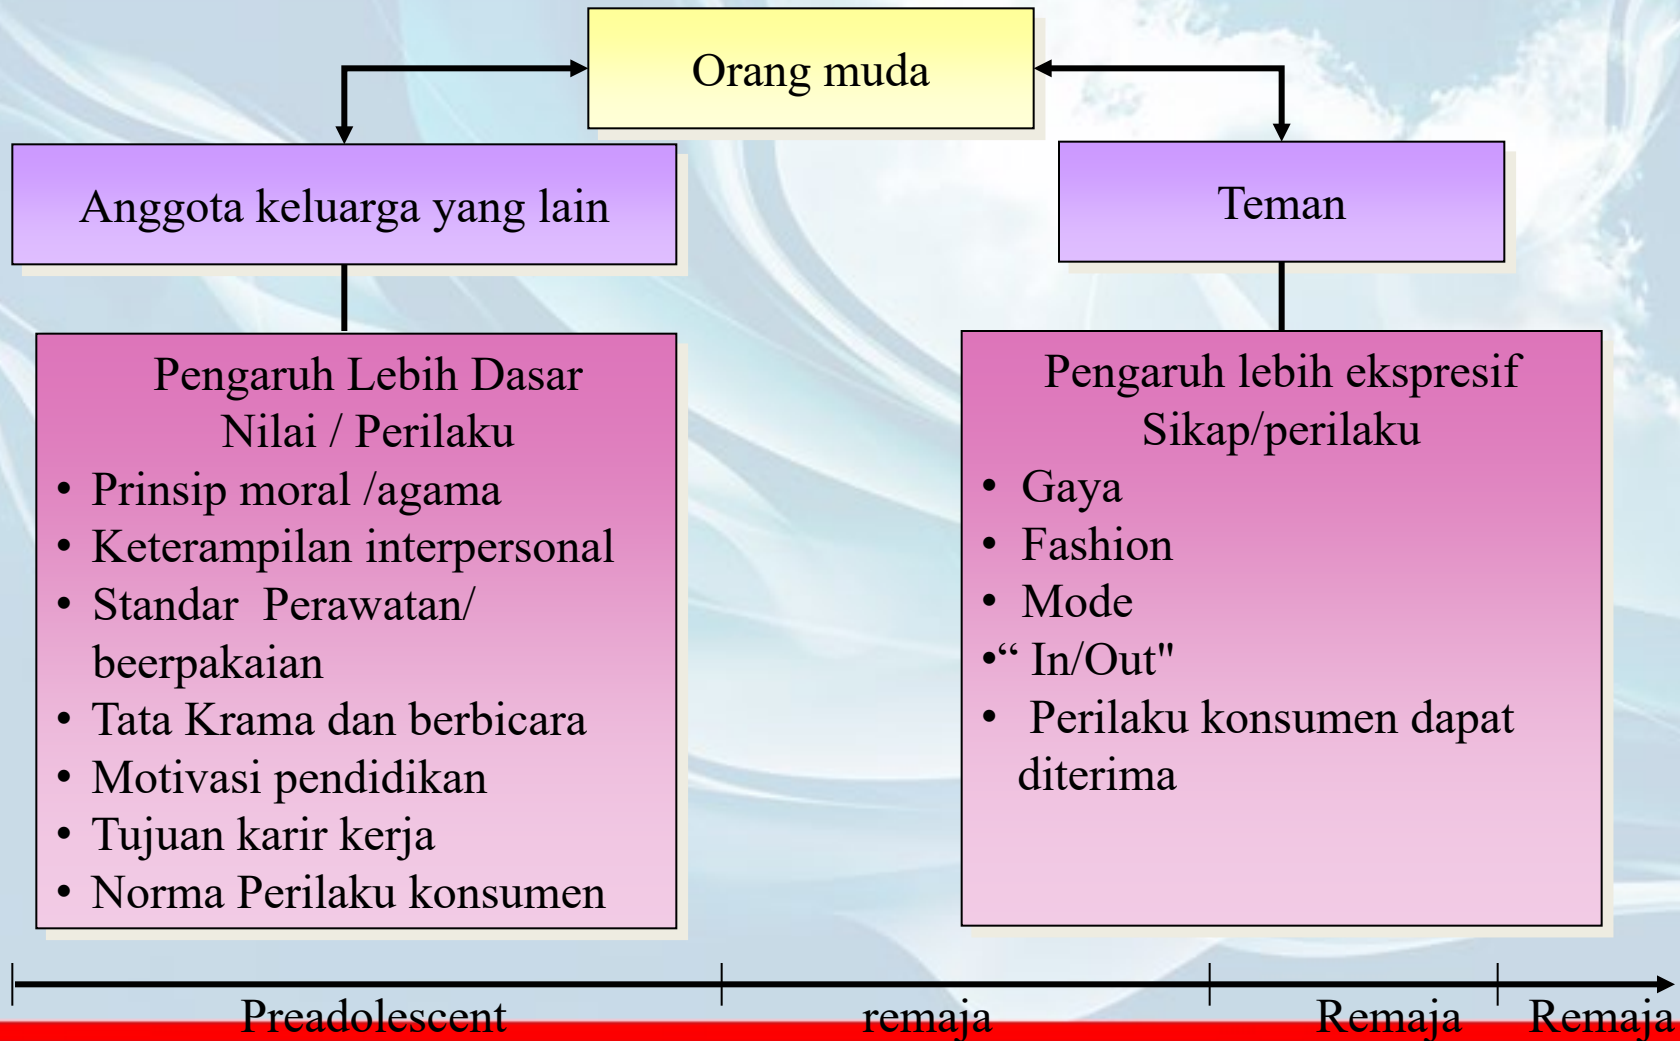 Orang muda
Anggota keluarga yang lain
Teman
Pengaruh Lebih Dasar
Nilai / Perilaku
• Prinsip moral /agama
• Keterampilan interpersonal
• Standar  Perawatan/
beerpakaian
• Tata Krama dan berbicara
• Motivasi pendidikan
• Tujuan karir kerja
• Norma Perilaku konsumen
Pengaruh lebih ekspresif
Sikap/perilaku
• Gaya
• Fashion
• Mode
•“ In/Out"
• Perilaku konsumen dapat
diterima
Preadolescent
remaja
Remaja
Remaja